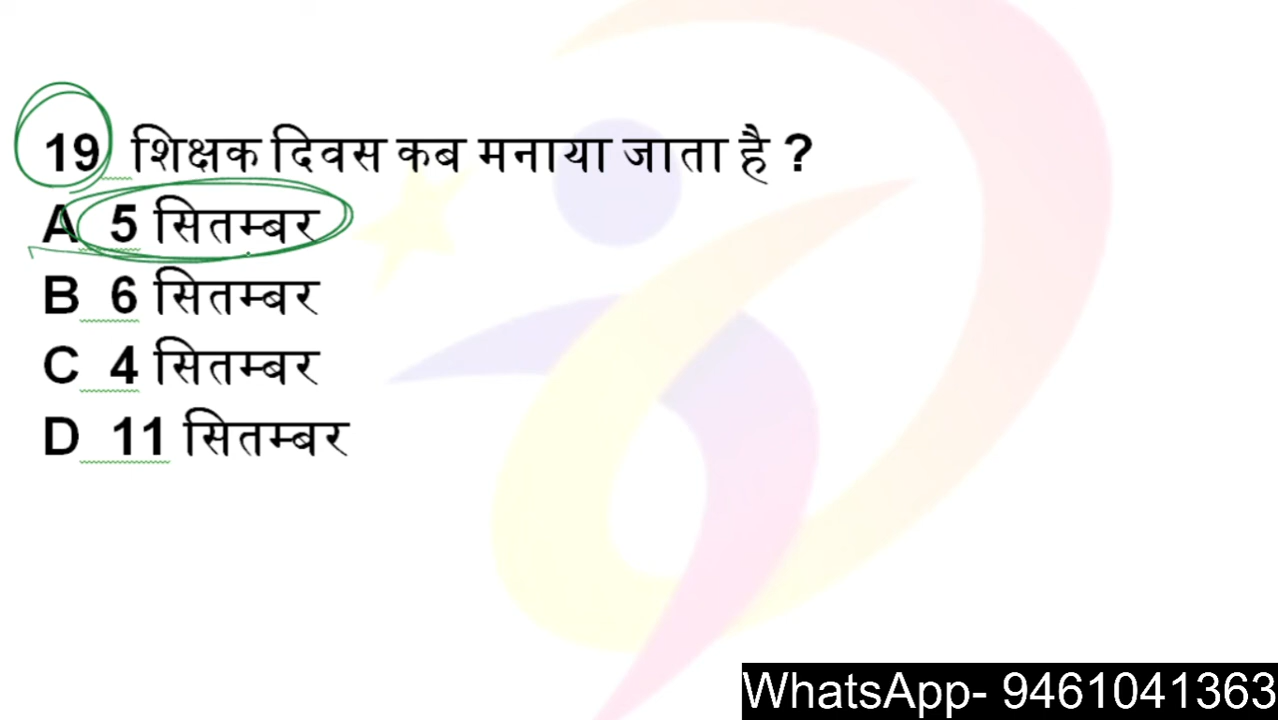 19 शिक्षक दिवस कब मनाया जाता है ?
A 5 सितम्बर
B 6 सितम्बर
C 4 सितम्बर
D 11 सितम्बर
WhatsApp- 9461041363